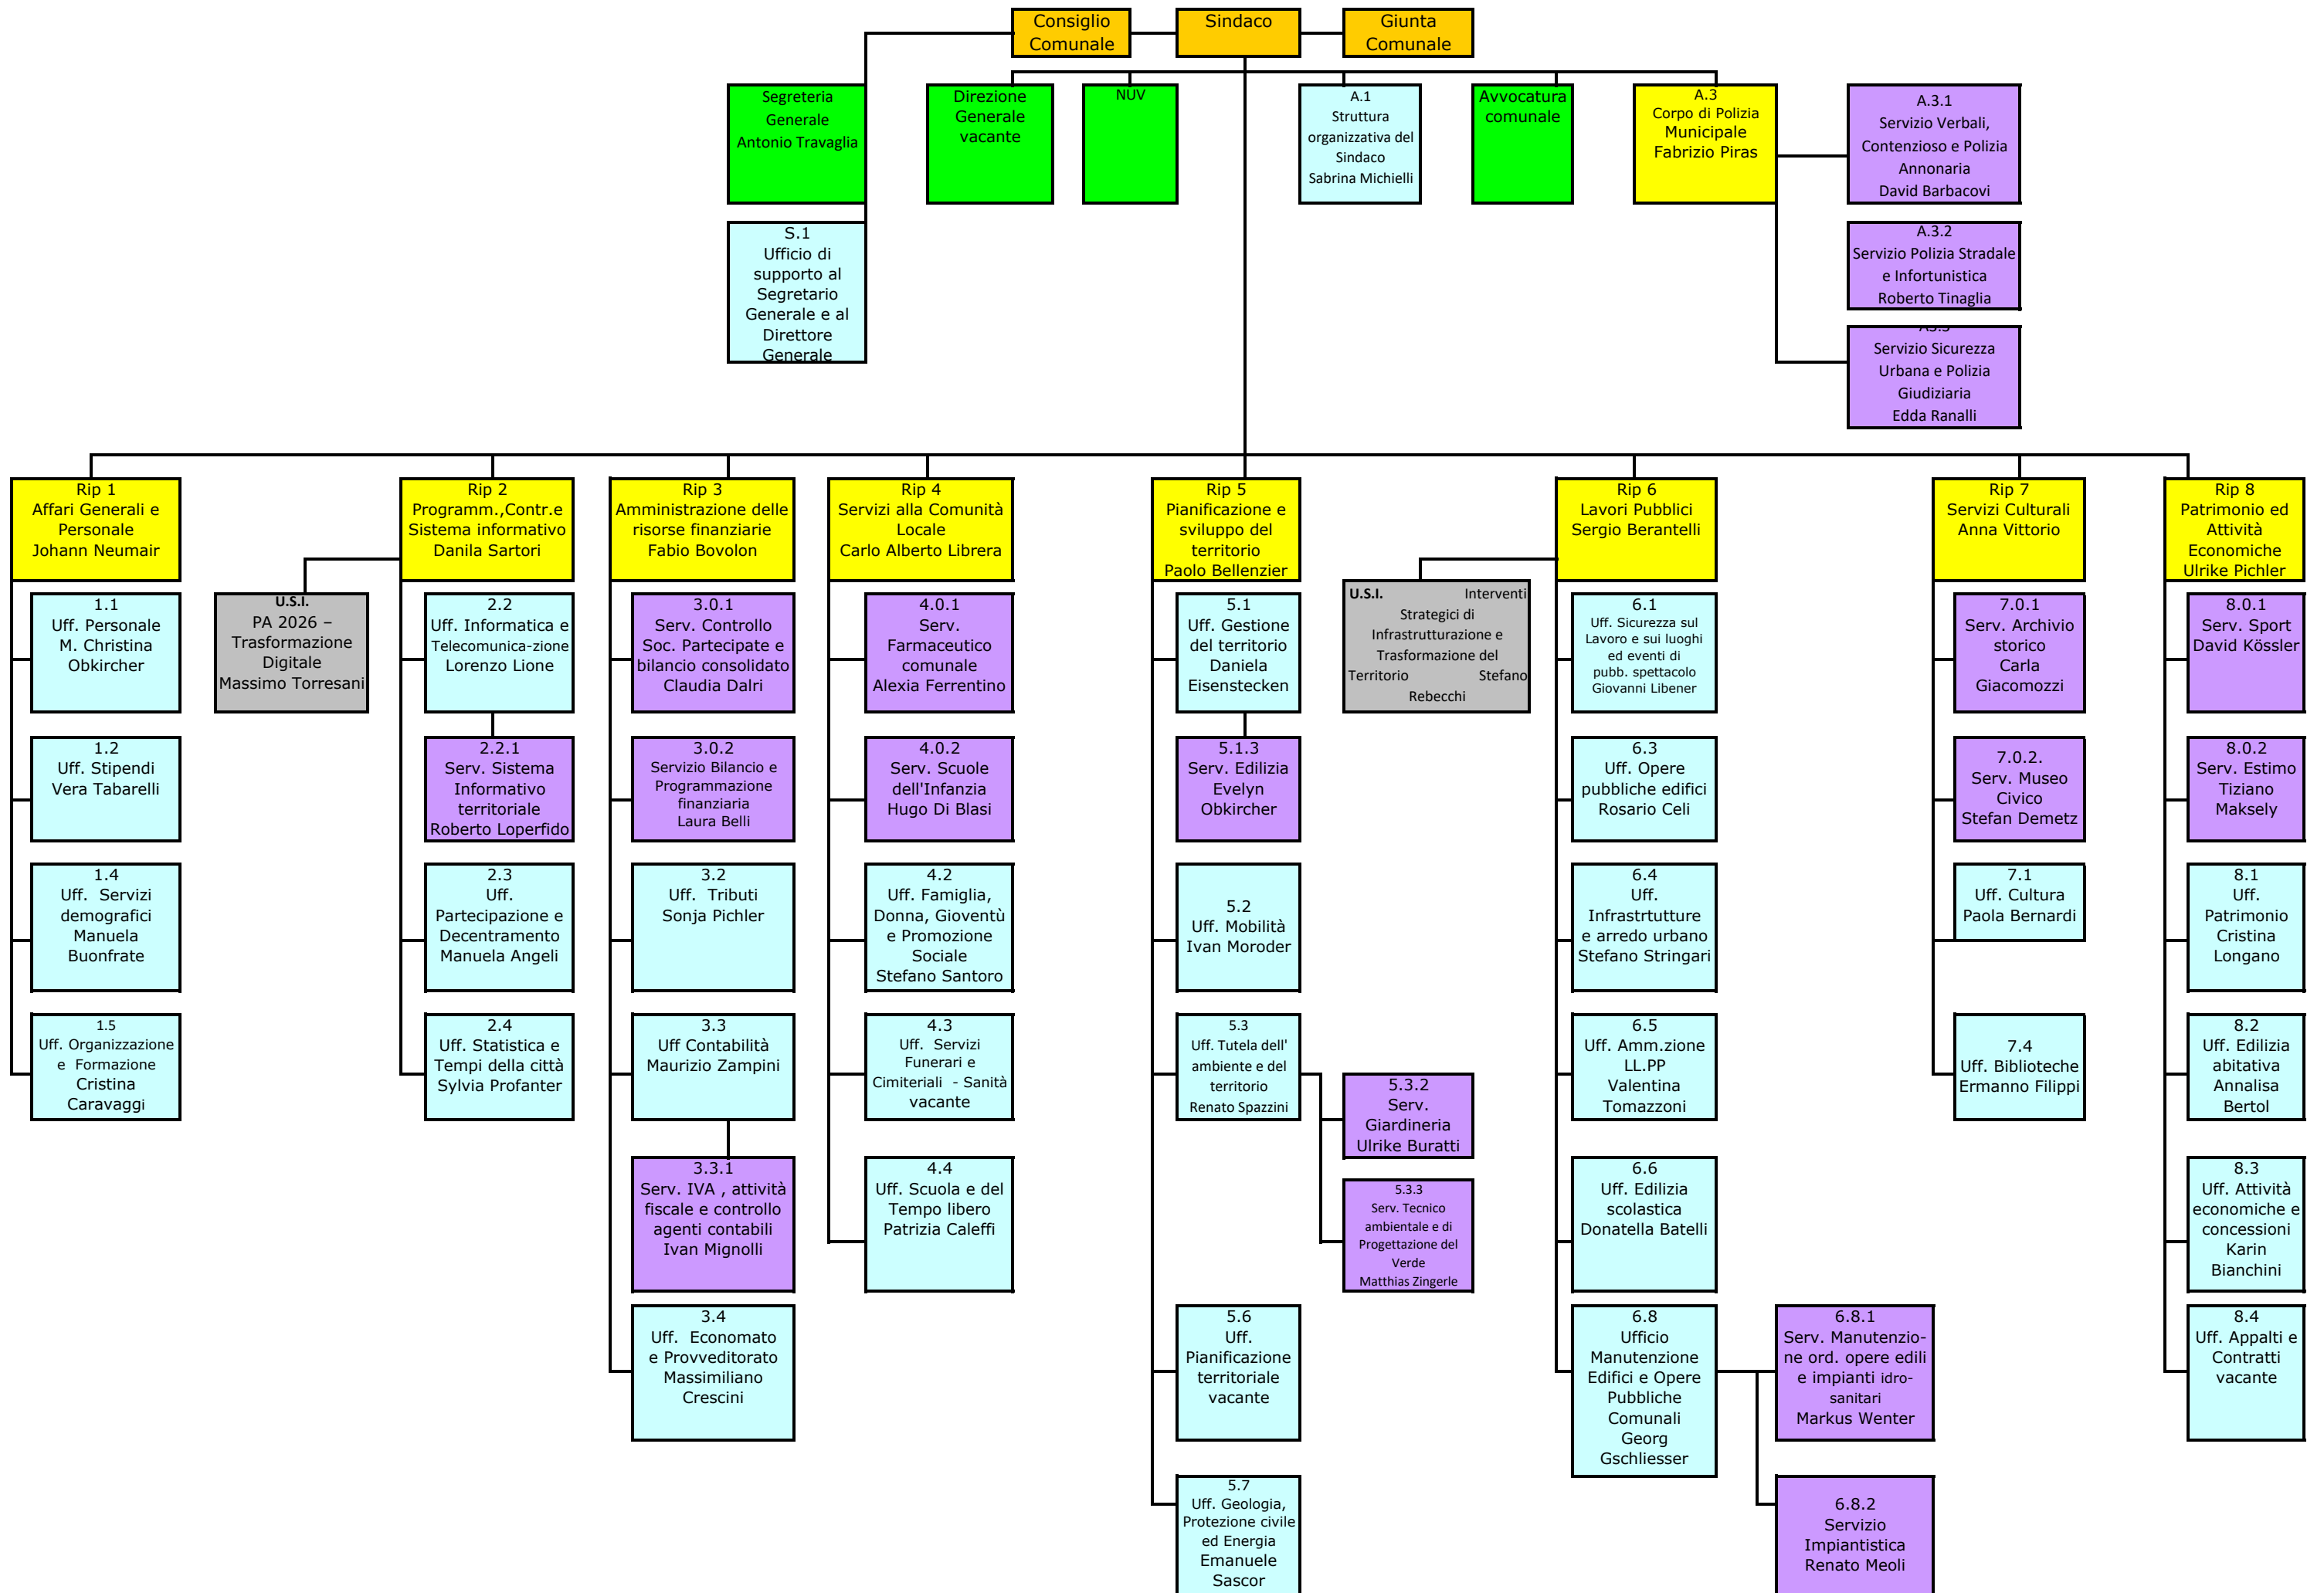 Consiglio
Comunale
Sindaco
Giunta
Comunale
Segreteria
Generale
Antonio Travaglia
Direzione
Generale
vacante
NUV
A.1
Struttura
organizzativa del
Sindaco
Sabrina Michielli
Avvocatura
comunale
A.3
Corpo di Polizia
Municipale
Fabrizio Piras
A.3.1
Servizio Verbali,
Contenzioso e Polizia
Annonaria
David Barbacovi
S.1
Ufficio di
supporto al
Segretario
Generale e al
Direttore
Generale
A.3.2
Servizio Polizia Stradale
e Infortunistica
Roberto Tinaglia
Servizio Sicurezza
Urbana e Polizia
Giudiziaria
Edda Ranalli
Rip 1
Affari Generali e
Personale
Johann Neumair
Rip 2
Programm.,Contr.e
Sistema informativo
Danila Sartori
Rip 3
Amministrazione delle
risorse finanziarie
Fabio Bovolon
Rip 4
Servizi alla Comunità
Locale
Carlo Alberto Librera
Rip 5
Pianificazione e
sviluppo del
territorio
Paolo Bellenzier
Rip 6
Lavori Pubblici
Sergio Berantelli
Rip 7
Servizi Culturali
Anna Vittorio
Rip 8
Patrimonio ed
Attività
Economiche
Ulrike Pichler
1.1
Uff. Personale
M. Christina
Obkircher
U.S.I.
PA 2026 –
Trasformazione
Digitale
Massimo Torresani
2.2
Uff. Informatica e
Telecomunica-zione
Lorenzo Lione
3.0.1
Serv. Controllo
Soc. Partecipate e
bilancio consolidato
Claudia Dalri
4.0.1
Serv.
Farmaceutico
comunale
Alexia Ferrentino
5.1
Uff. Gestione
del territorio
Daniela
Eisenstecken
U.S.I. Interventi
Strategici di
Infrastrutturazione e
Trasformazione del
Territorio Stefano
Rebecchi
6.1
Uff. Sicurezza sul
Lavoro e sui luoghi
ed eventi di
pubb. spettacolo
Giovanni Libener
7.0.1
Serv. Archivio
storico
Carla
Giacomozzi
8.0.1
Serv. Sport
David Kössler
1.2
Uff. Stipendi
Vera Tabarelli
2.2.1
Serv. Sistema
Informativo
territoriale
Roberto Loperfido
3.0.2
Servizio Bilancio e
Programmazione
finanziaria
Laura Belli
4.0.2
Serv. Scuole
dell'Infanzia
Hugo Di Blasi
5.1.3
Serv. Edilizia
Evelyn
Obkircher
6.3
Uff. Opere
pubbliche edifici
Rosario Celi
7.0.2.
Serv. Museo
Civico
Stefan Demetz
8.0.2
Serv. Estimo
Tiziano
Maksely
1.4
Uff. Servizi
demografici
Manuela
Buonfrate
2.3
Uff.
Partecipazione e
Decentramento
Manuela Angeli
3.2
Uff. Tributi
Sonja Pichler
4.2
Uff. Famiglia,
Donna, Gioventù
e Promozione
Sociale
Stefano Santoro
5.2
Uff. Mobilità
Ivan Moroder
6.4
Uff.
Infrastrtutture
e arredo urbano
Stefano Stringari
7.1
Uff. Cultura
Paola Bernardi
8.1
Uff.
Patrimonio
Cristina
Longano
1.5
Uff. Organizzazione
e Formazione
Cristina
Caravaggi
2.4
Uff. Statistica e
Tempi della città
Sylvia Profanter
3.3
Uff Contabilità
Maurizio Zampini
4.3
Uff. Servizi
Funerari e
Cimiteriali - Sanità
vacante
5.3
Uff. Tutela dell'
ambiente e del
territorio
Renato Spazzini
5.3.2
Serv.
Giardineria
Ulrike Buratti
6.5
Uff. Amm.zione
LL.PP
Valentina
Tomazzoni
7.4
Uff. Biblioteche
Ermanno Filippi
8.2
Uff. Edilizia
abitativa
Annalisa
Bertol
3.3.1
Serv. IVA , attività
fiscale e controllo
agenti contabili
Ivan Mignolli
4.4
Uff. Scuola e del
Tempo libero
Patrizia Caleffi
5.3.3
Serv. Tecnico
ambientale e di
Progettazione del
Verde
Matthias Zingerle
6.6
Uff. Edilizia
scolastica
Donatella Batelli
8.3
Uff. Attività
economiche e
concessioni
Karin
Bianchini
3.4
Uff. Economato
e Provveditorato
Massimiliano
Crescini
5.6
Uff.
Pianificazione
territoriale
vacante
6.8
Ufficio
Manutenzione
Edifici e Opere
Pubbliche
Comunali
Georg
Gschliesser
6.8.1
Serv. Manutenzio-
ne ord. opere edili
e impianti idro-
sanitari
Markus Wenter
8.4
Uff. Appalti e
Contratti
vacante
5.7
Uff. Geologia,
Protezione civile
ed Energia
Emanuele
Sascor
6.8.2
Servizio
Impiantistica
Renato Meoli